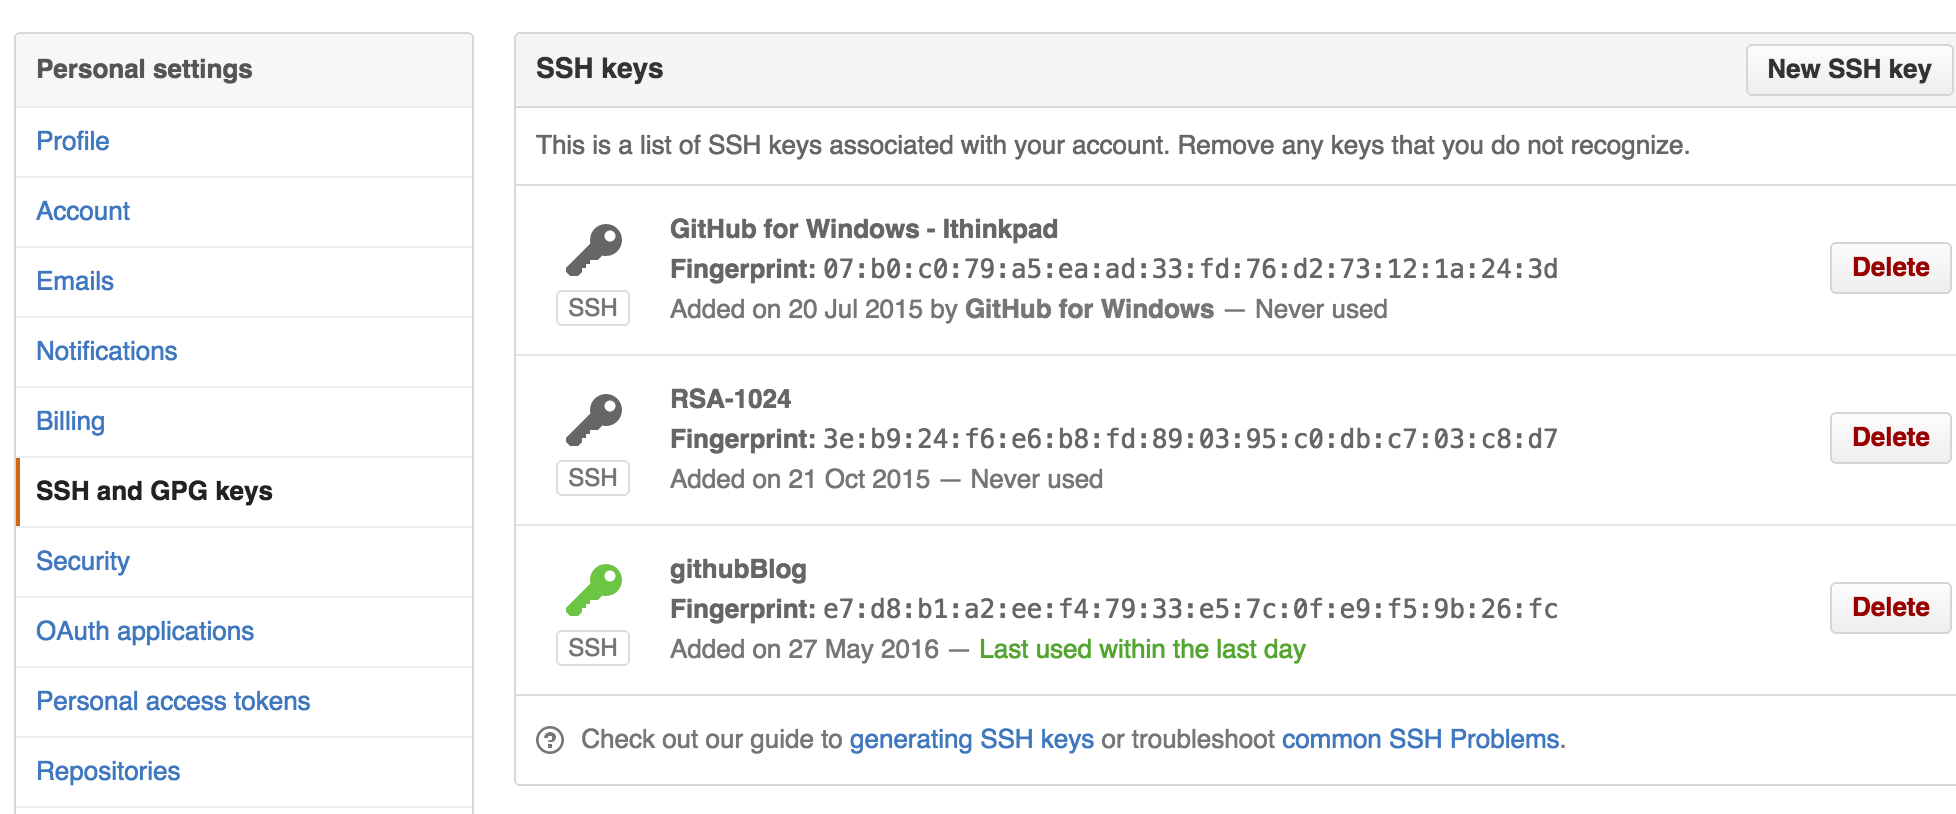 Personal settings
Profile
Account
Emails
Notifications
Billing
SSH and GPG keys
Security
OAuth applications
Personal access tokens
Repositories
SSH keys
New SSH key
This is a list of SSH keys associated with your account. Remove any keys that you do not recognize.
GitHub for Windows - Ithinkpad
Fingerprint: 07:b0:c0:79:a5:ea:ad:33:fd:76:d2:73:12:1a:24:3d
Added on 20 Jul 2015 by GitHub for Windows — Never used
SSH
Delete
RSA-1024
Fingerprint: 3e:b9:24:f6:e6:b8:fd:89:03:95:c0:db:c7:03:c8:d7
Added on 21 Oct 2015 — Never used
SSH
Delete
githubBlog
Fingerprint: e7:d8:b1:a2:ee:f4:79:33:e5:7c:0f:e9:f5:9b:26:fc
Added on 27 May 2016 — Last used within the last day
SSH
Delete
Check out our guide to generating SSH keys or troubleshoot common SSH Problems.